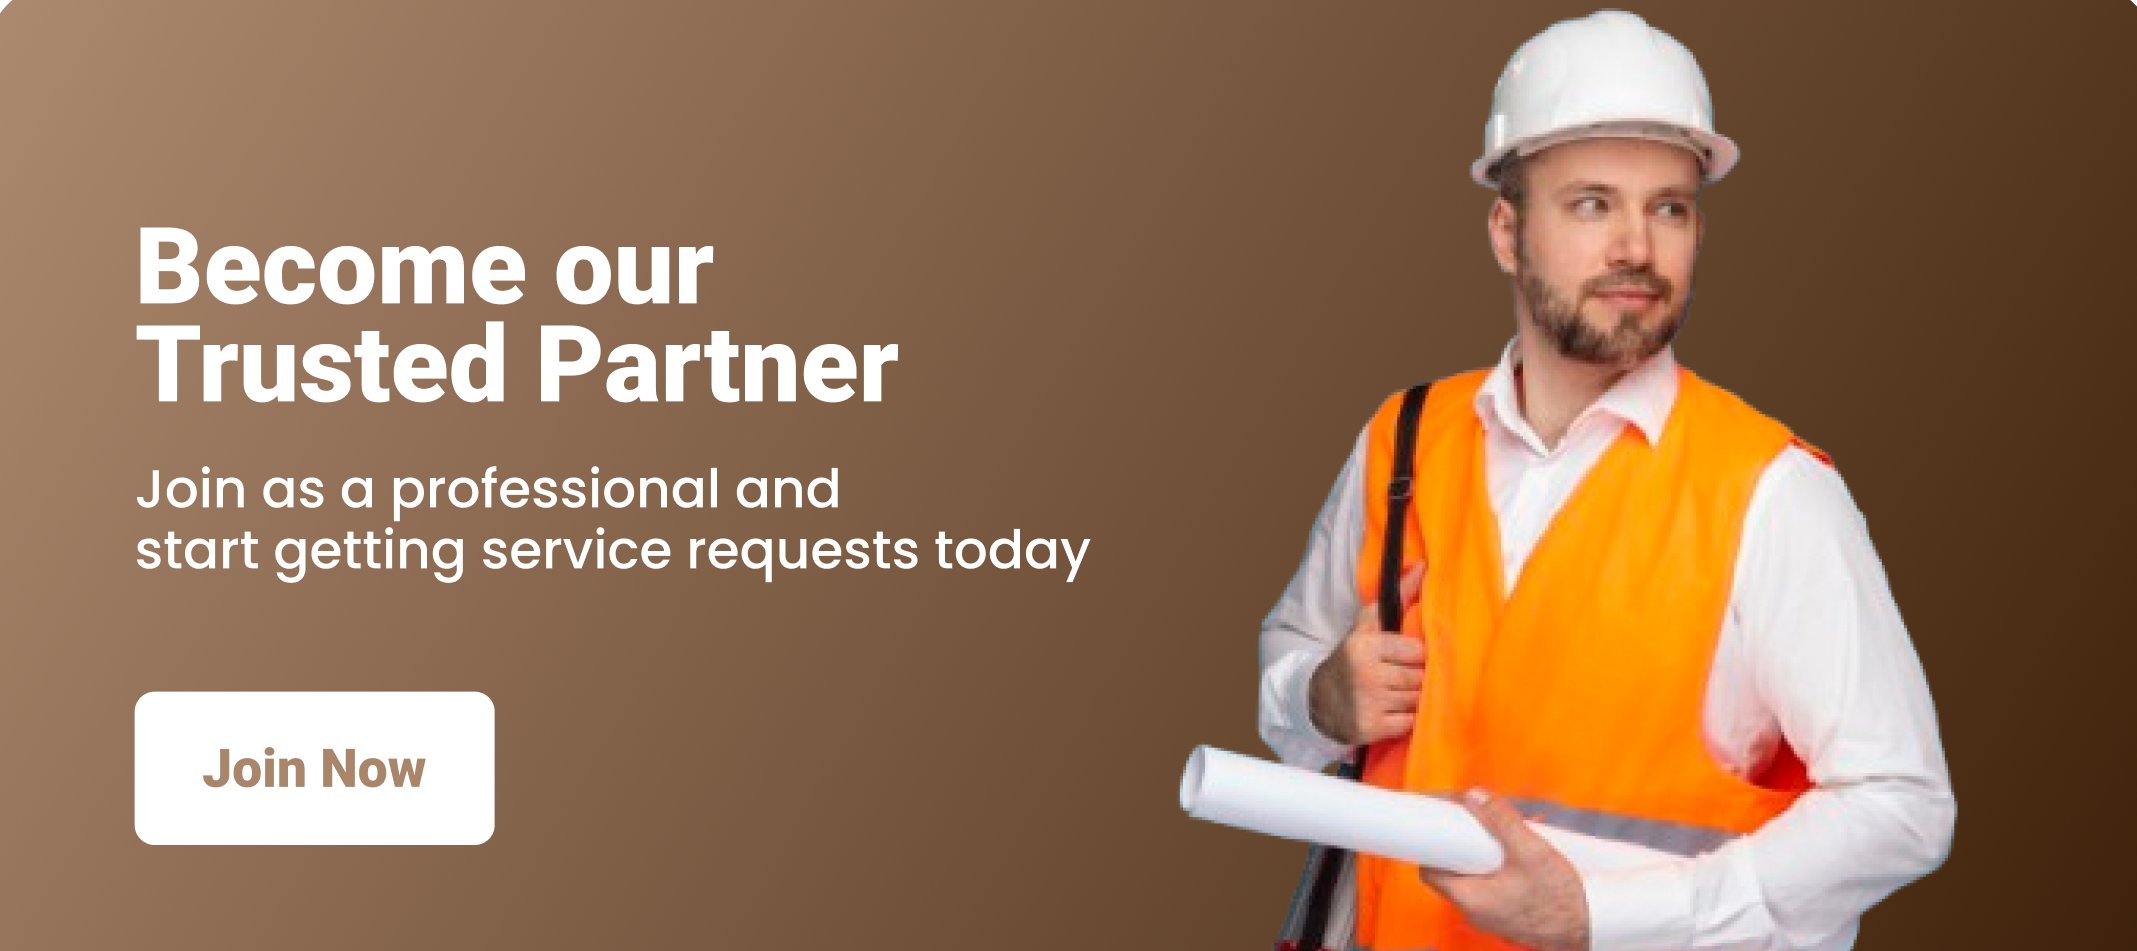 Become our
Trusted Partner
Join as a professional and
start getting service requests today
Join Now